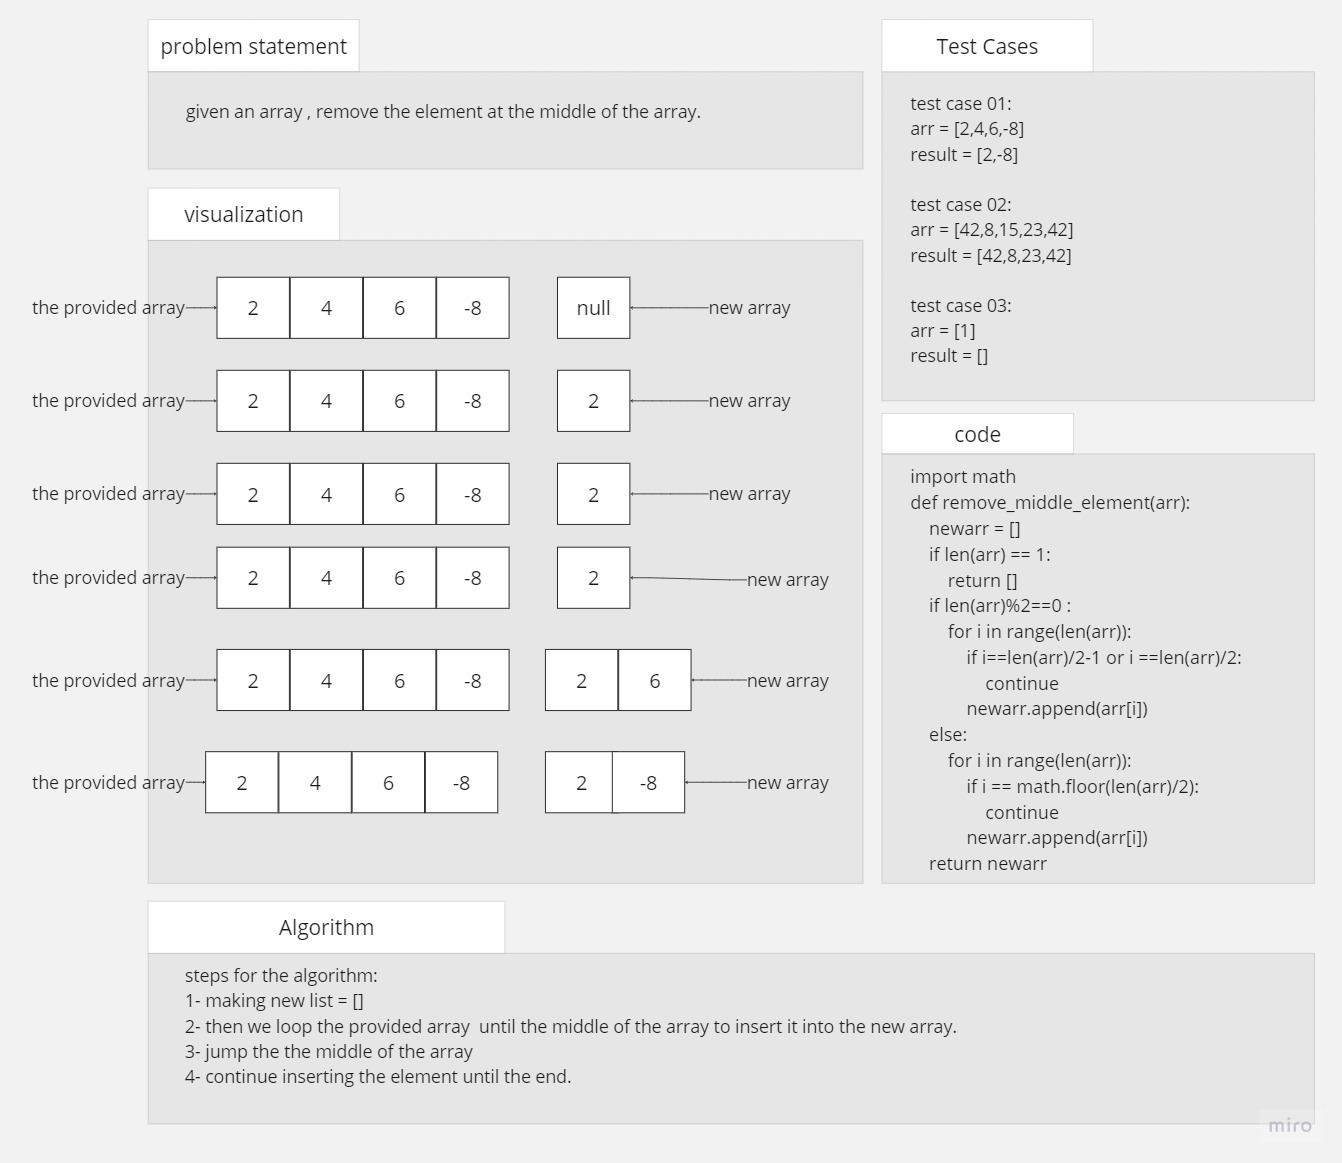 problem statement
given an array , remove the element at the middle of the array.
visualization
the provided array 2 4 6 -8 null new array
the provided array 2 4 6 -8 2 new array
the provided array 2 4 6 -8 2 new array
the provided array 2 4 6 -8 2 new array
the provided array 2 4 6 -8 2 6 new array
the provided array 2 4 6 -8 2 -8 new array
Test Cases
test case 01:
arr = [2,4,6,-8]
result = [2,-8]
test case 02:
arr = [42,8,15,23,42]
result = [42,8,23,42]
test case 03:
arr = [1]
result = []
code
import math
def remove_middle_element(arr):
newarr = []
if len(arr) == 1:
return []
if len(arr)%2==0 :
for i in range(len(arr)):
if i==len(arr)/2-1 or i ==len(arr)/2:
continue
newarr.append(arr[i])
else:
for i in range(len(arr)):
if i == math.floor(len(arr)/2):
continue
newarr.append(arr[i])
return newarr
Algorithm
steps for the algorithm:
1- making new list = []
2- then we loop the provided array  until the middle of the array to insert it into the new array.
3- jump the the middle of the array
4- continue inserting the element until the end.
miro